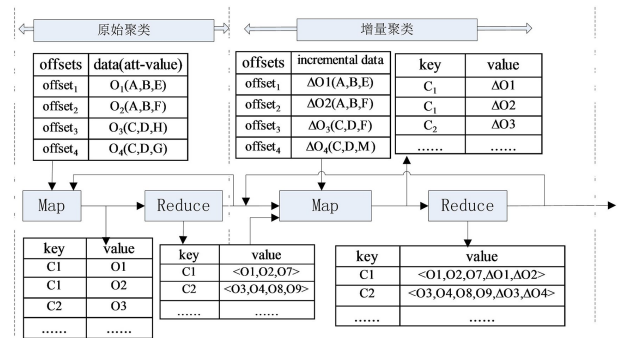 原始聚类
增量聚类
offsets data(att-value)
offset₁ O₁(A,B,E)
offset₂ O₂(A,B,F)
offset₃ O₃(C,D,H)
offset₄ O₄(C,D,G)
offsets incremental data
offset₁ ΔO1(A,B,E)
offset₂ ΔO2(A,B,F)
offset₃ ΔO₃(C,D,F)
offset₄ ΔO₄(C,D,M)
key value
C₁ ΔO1
C₁ ΔO2
C₂ ΔO3
...... ......
Map
Reduce
Map
Reduce
key value
C1 O1
C1 O2
C2 O3
...... ......
key value
C1 <O1,O2,O7>
C2 <O3,O4,O8,O9>
...... ......
key value
C1 <O1,O2,O7,ΔO1,ΔO2>
C2 <O3,O4,O8,O9,ΔO3,ΔO4>
...... ......